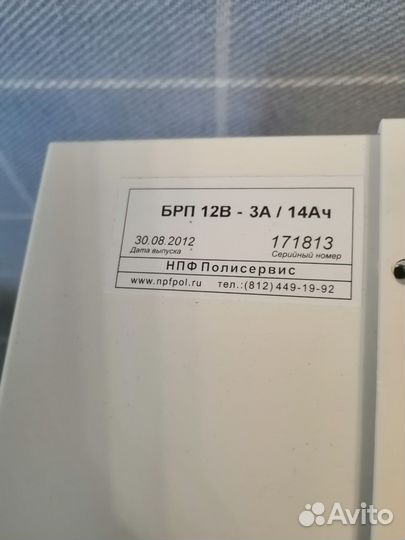 БРП 12В - 3А / 14Ач
30.08.2012 171813
Дата выпуска Серийный номер
НПФ Полисервис
www.npfpol.ru тел.:(812)449-19-92
Avito